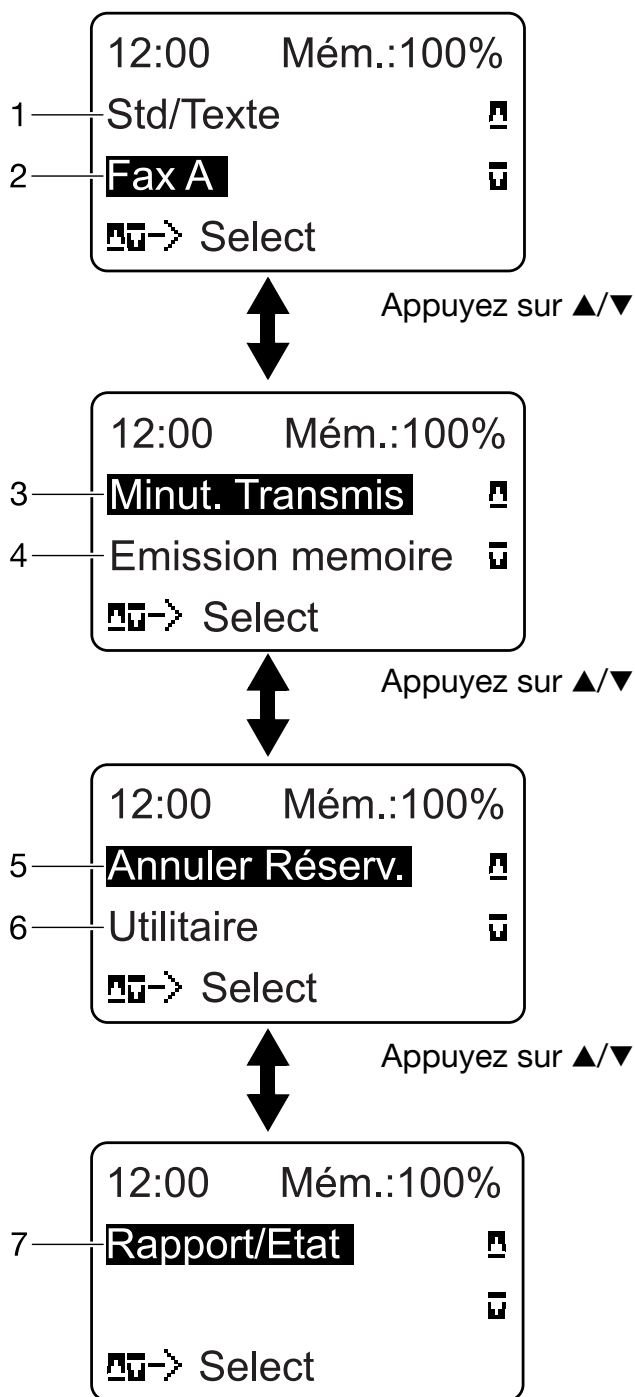 12:00 Mém.:100%
1 Std/Texte
2 Fax A
-> Select
Appuyez sur ▲/▼
12:00 Mém.:100%
3 Minut. Transmis
4 Emission memoire
-> Select
Appuyez sur ▲/▼
12:00 Mém.:100%
5 Annuler Réserv.
6 Utilitaire
-> Select
Appuyez sur ▲/▼
12:00 Mém.:100%
7 Rapport/Etat
-> Select